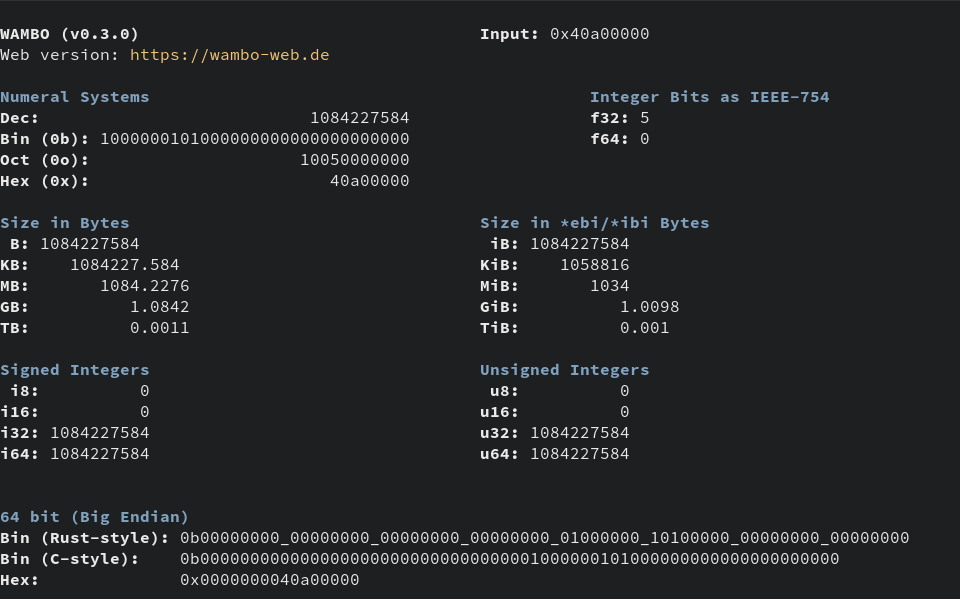 WAMBO (v0.3.0) Input: 0x40a00000
Web version: https://wambo-web.de
Numeral Systems Integer Bits as IEEE-754
Dec: 1084227584 f32: 5
Bin (0b): 1000000101000000000000000000000 f64: 0
Oct (0o): 10050000000
Hex (0x): 40a00000
Size in Bytes Size in *ebi/*ibi Bytes
B: 1084227584 iB: 1084227584
KB: 1084227.584 KiB: 1058816
MB: 1084.2276 MiB: 1034
GB: 1.0842 GiB: 1.0098
TB: 0.0011 TiB: 0.001
Signed Integers Unsigned Integers
i8: 0 u8: 0
i16: 0 u16: 0
i32: 1084227584 u32: 1084227584
i64: 1084227584 u64: 1084227584
64 bit (Big Endian)
Bin (Rust-style): 0b00000000_00000000_00000000_00000000_01000000_10100000_00000000_00000000
Bin (C-style): 0b0000000000000000000000000000000001000000101000000000000000000000
Hex: 0x0000000040a00000